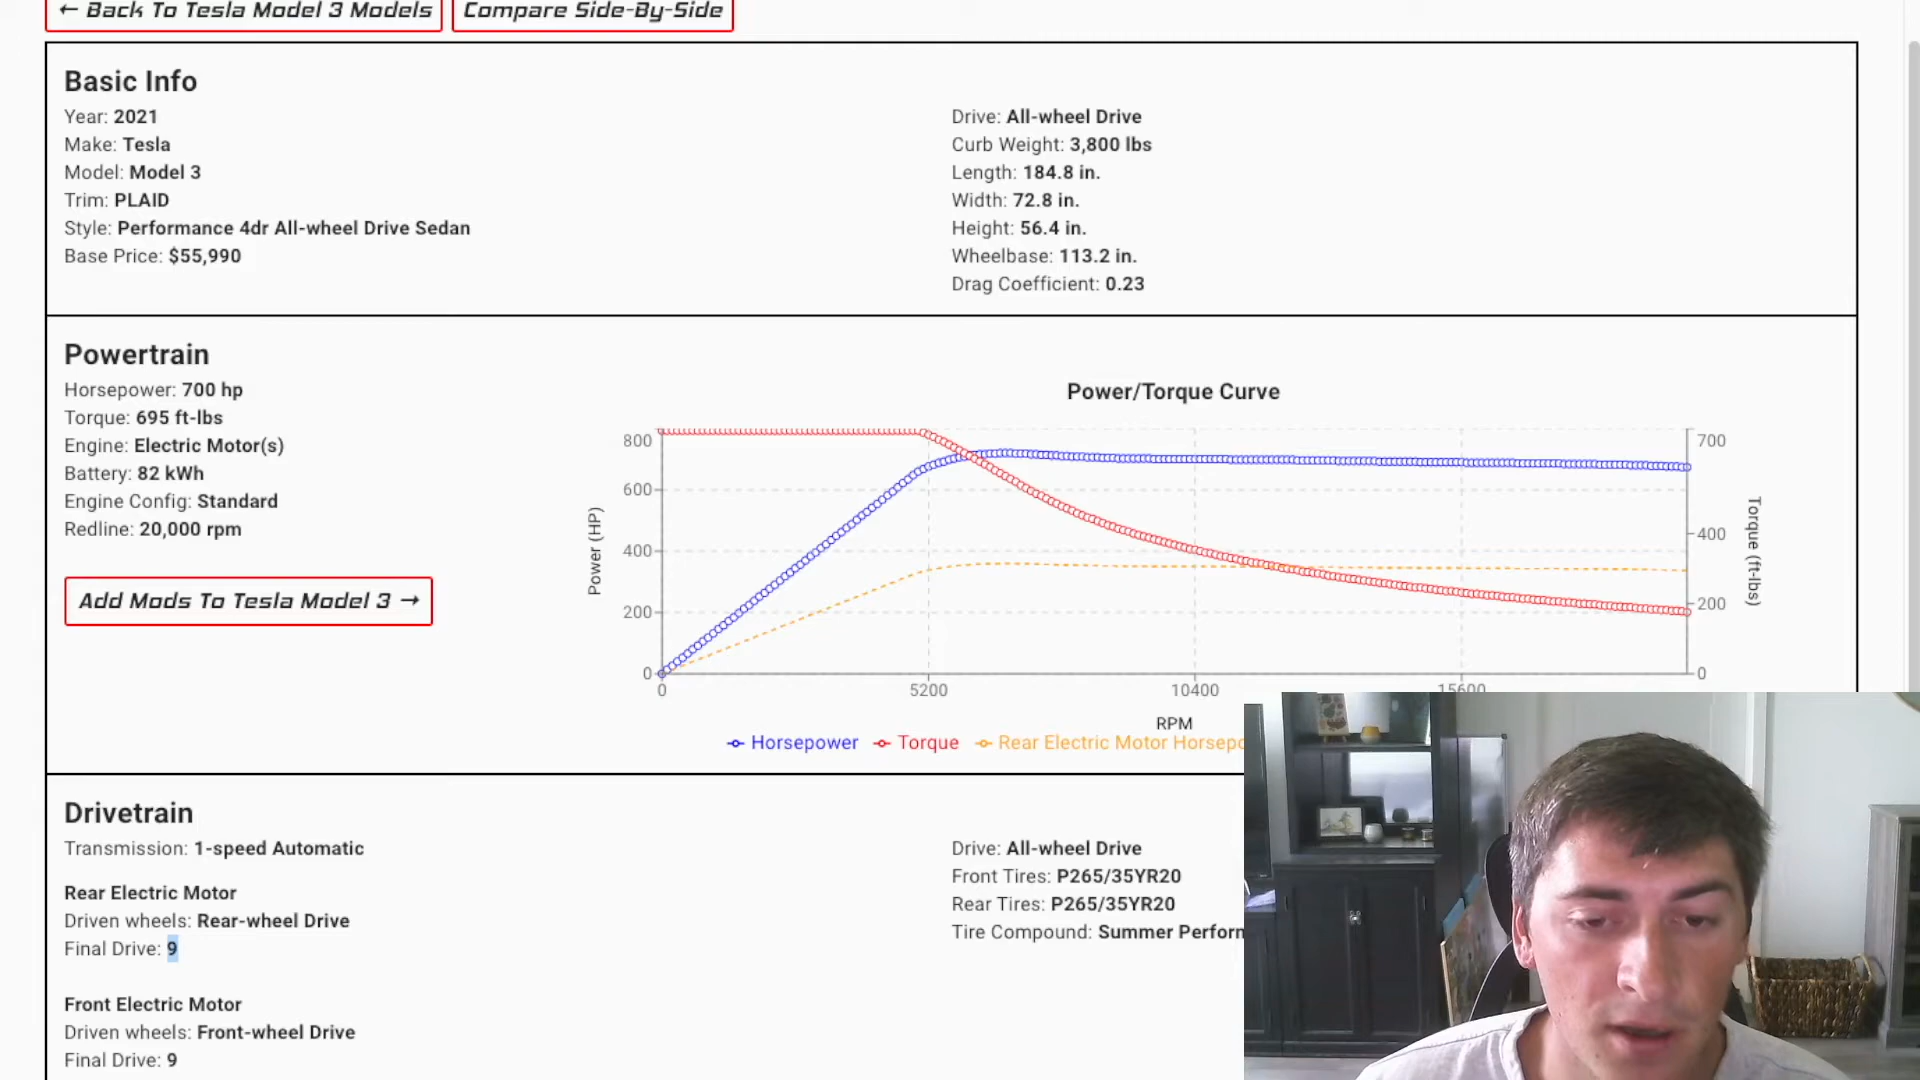 ← Back To Tesla Model 3 Models
Compare Side-By-Side
Basic Info
Year: 2021
Make: Tesla
Model: Model 3
Trim: PLAID
Style: Performance 4dr All-wheel Drive Sedan
Base Price: $55,990
Drive: All-wheel Drive
Curb Weight: 3,800 lbs
Length: 184.8 in.
Width: 72.8 in.
Height: 56.4 in.
Wheelbase: 113.2 in.
Drag Coefficient: 0.23
Powertrain
Horsepower: 700 hp
Torque: 695 ft-lbs
Engine: Electric Motor(s)
Battery: 82 kWh
Engine Config: Standard
Redline: 20,000 rpm
Add Mods To Tesla Model 3 →
Power/Torque Curve
800
600
400
200
0
Power (HP)
700
400
200
0
Torque (ft-lbs)
0
5200
10400
15600
RPM
Horsepower
Torque
Rear Electric Motor Horsepo
Drivetrain
Transmission: 1-speed Automatic
Rear Electric Motor
Driven wheels: Rear-wheel Drive
Final Drive: 9
Front Electric Motor
Driven wheels: Front-wheel Drive
Final Drive: 9
Drive: All-wheel Drive
Front Tires: P265/35YR20
Rear Tires: P265/35YR20
Tire Compound: Summer Perforn